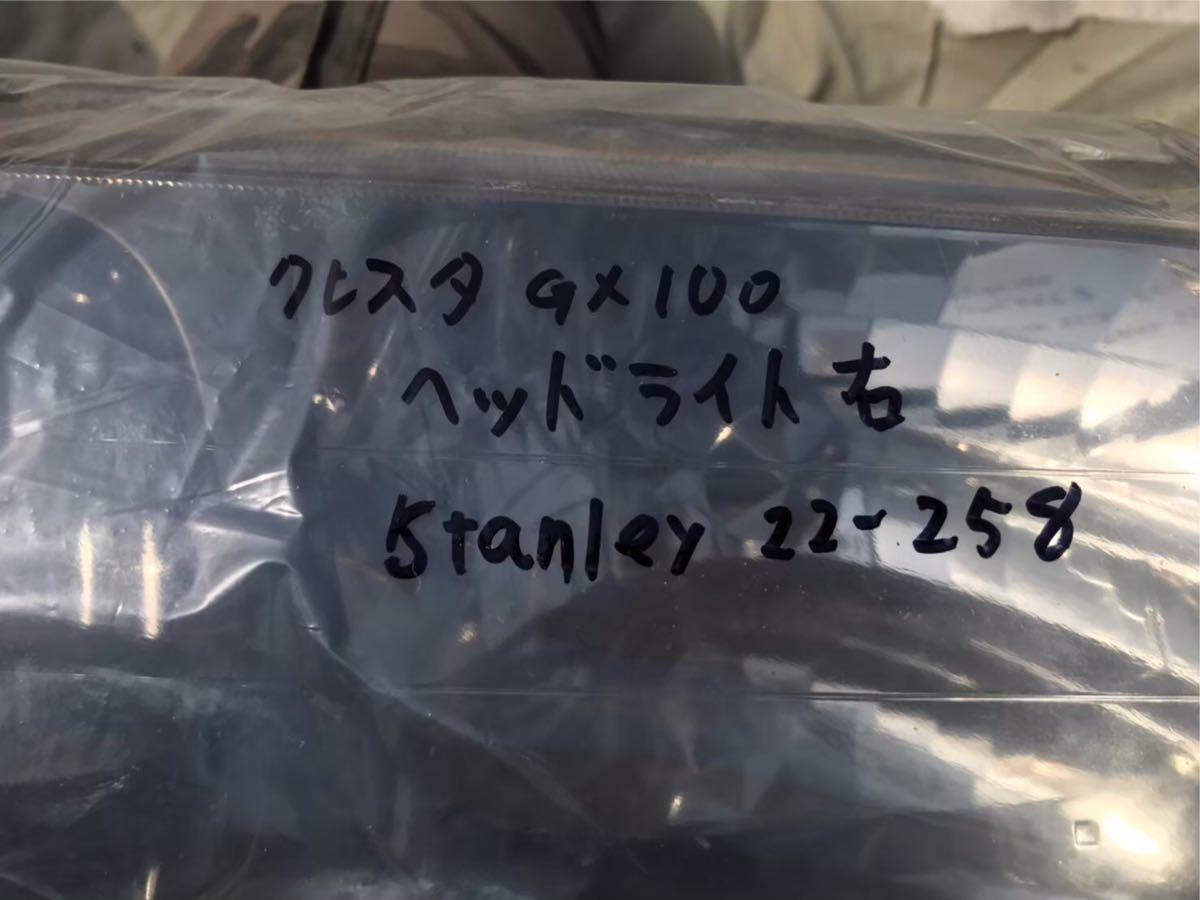 クレスタ GX100
ヘッドライト 右
Stanley 22-258